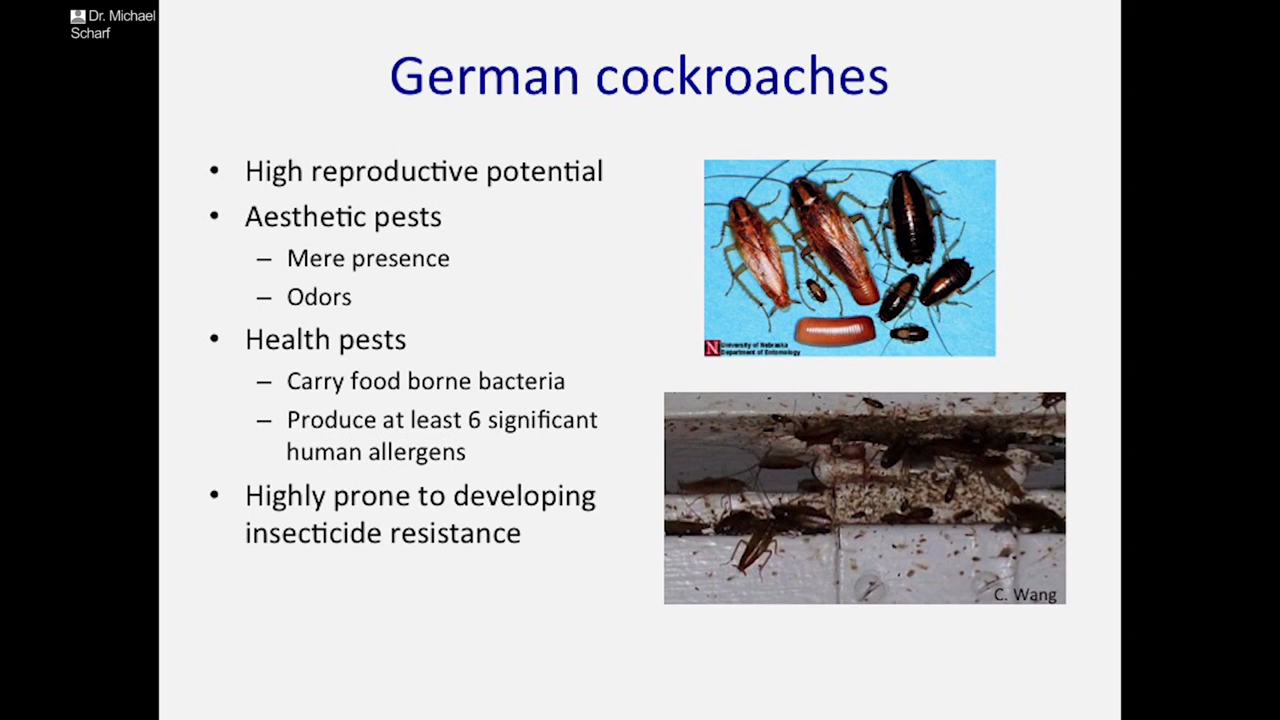 Dr. Michael
Scharf
German cockroaches
• High reproductive potential
• Aesthetic pests
– Mere presence
– Odors
• Health pests
– Carry food borne bacteria
– Produce at least 6 significant
human allergens
• Highly prone to developing
insecticide resistance
N University of Nebraska
Department of Entomology
C. Wang